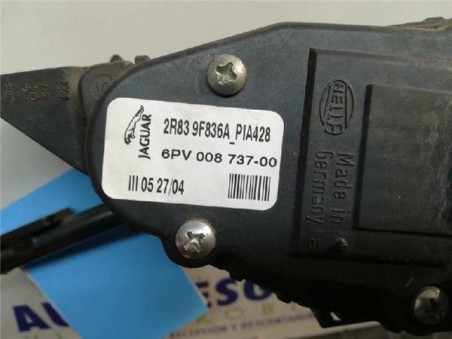 JAGUAR
2R83 9F836A_PIA428
6PV 008 737-00
III 05 27/04
HELLA
Made in
Germany